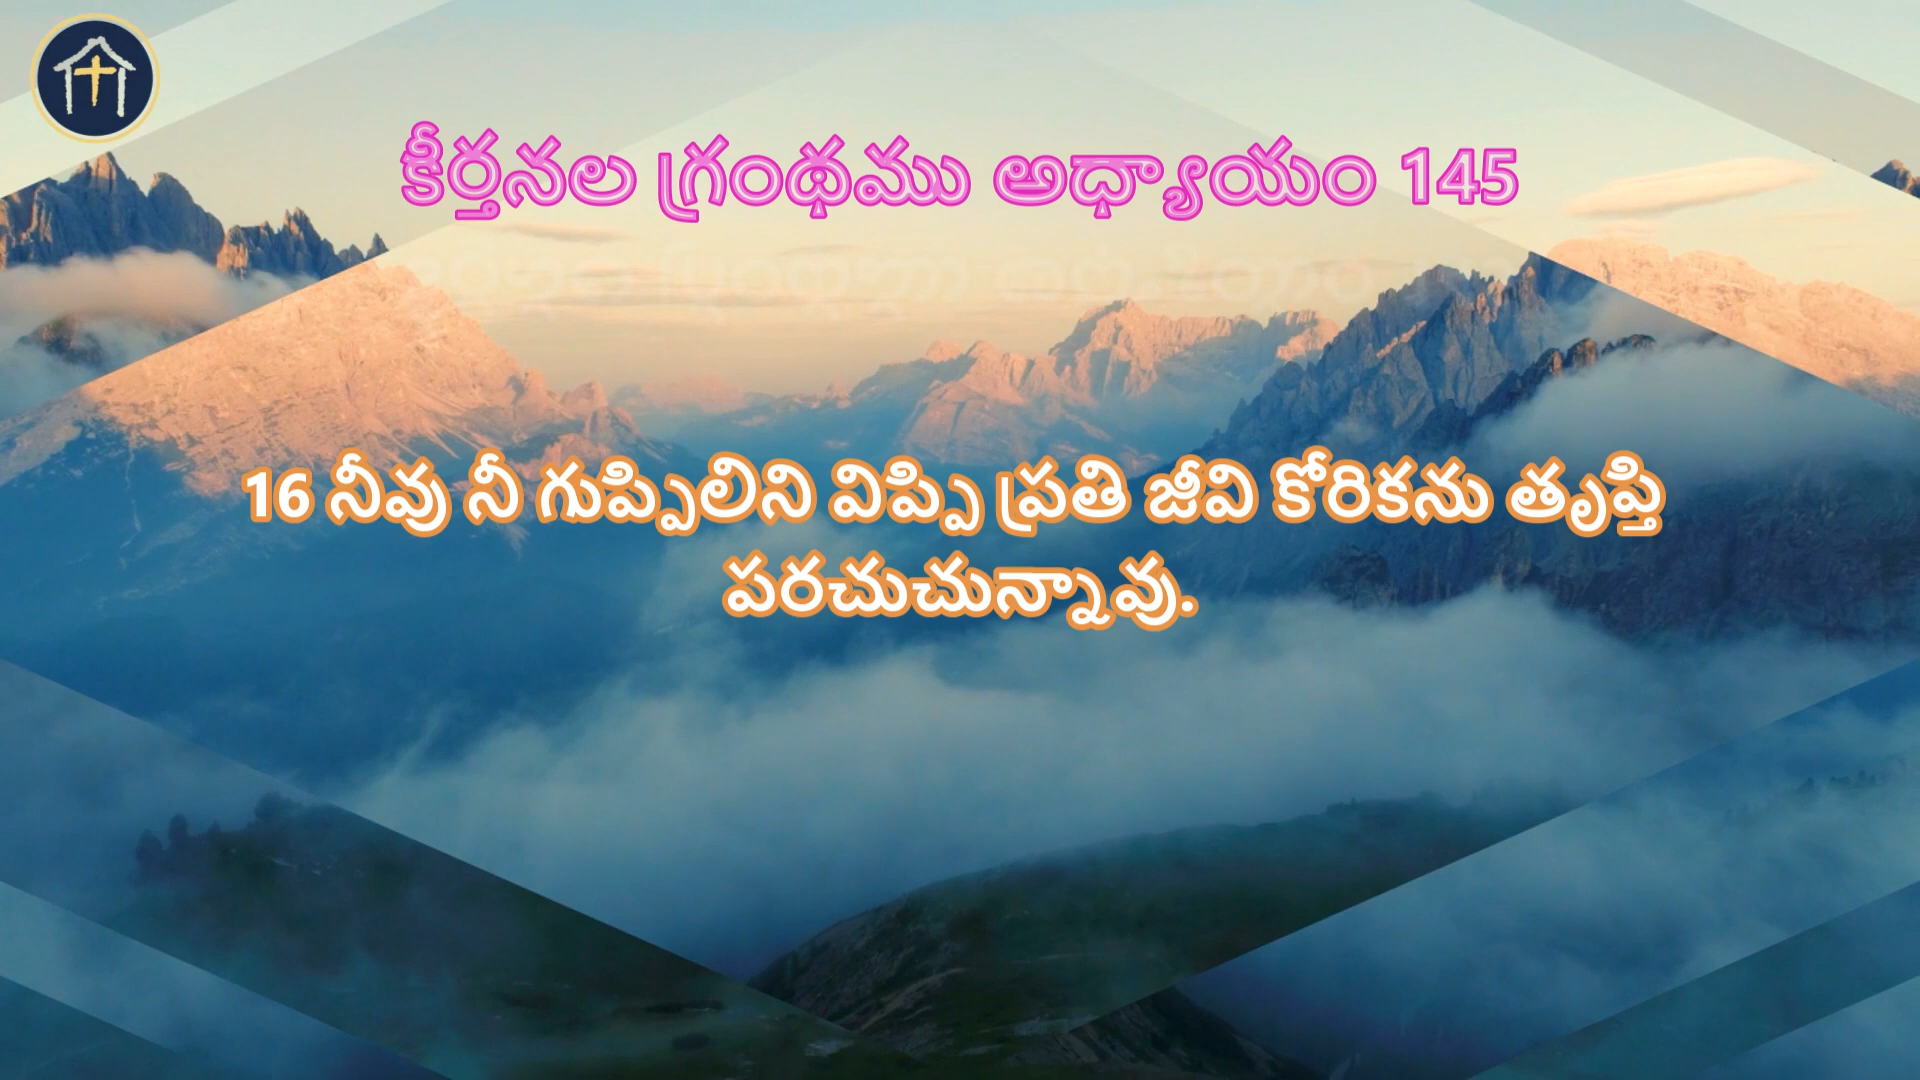 కీర్తనల గ్రంథము అధ్యాయం 145
16 నీవు నీ గుప్పిలిని విప్పి ప్రతి జీవి కోరికను తృప్తి
పరచుచున్నావు.